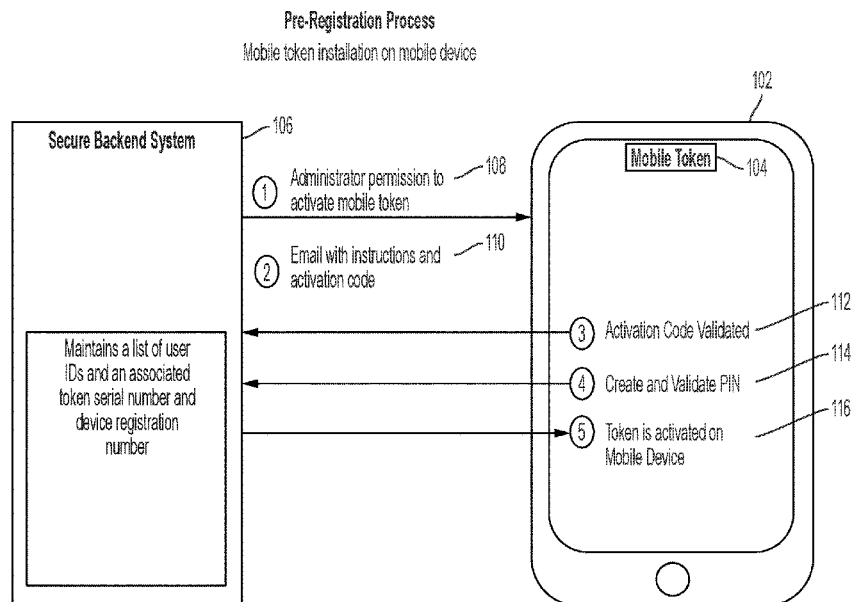 Pre-Registration Process
Mobile token installation on mobile device
102
Secure Backend System
106
Mobile Token
104
108
1
Administrator permission to
activate mobile token
110
2
Email with instructions and
activation code
112
3
Activation Code Validated
Maintains a list of user
IDs and an associated
token serial number and
device registration
number
114
4
Create and Validate PIN
116
5
Token is activated on
Mobile Device